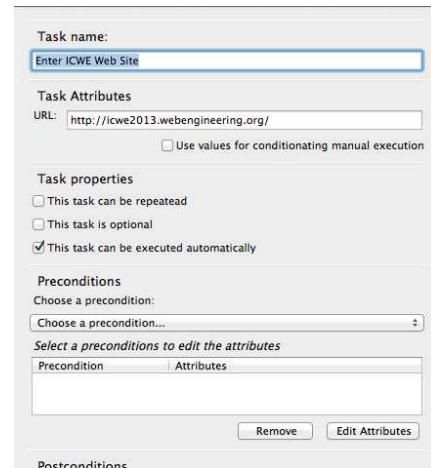 Task name:
Enter ICWE Web Site
Task Attributes
URL: http://icwe2013.webengineering.org/
Use values for conditionating manual execution
Task properties
This task can be repeatead
This task is optional
This task can be executed automatically
Preconditions
Choose a precondition:
Choose a precondition...
Select a preconditions to edit the attributes
Precondition Attributes
Remove Edit Attributes
Postconditions